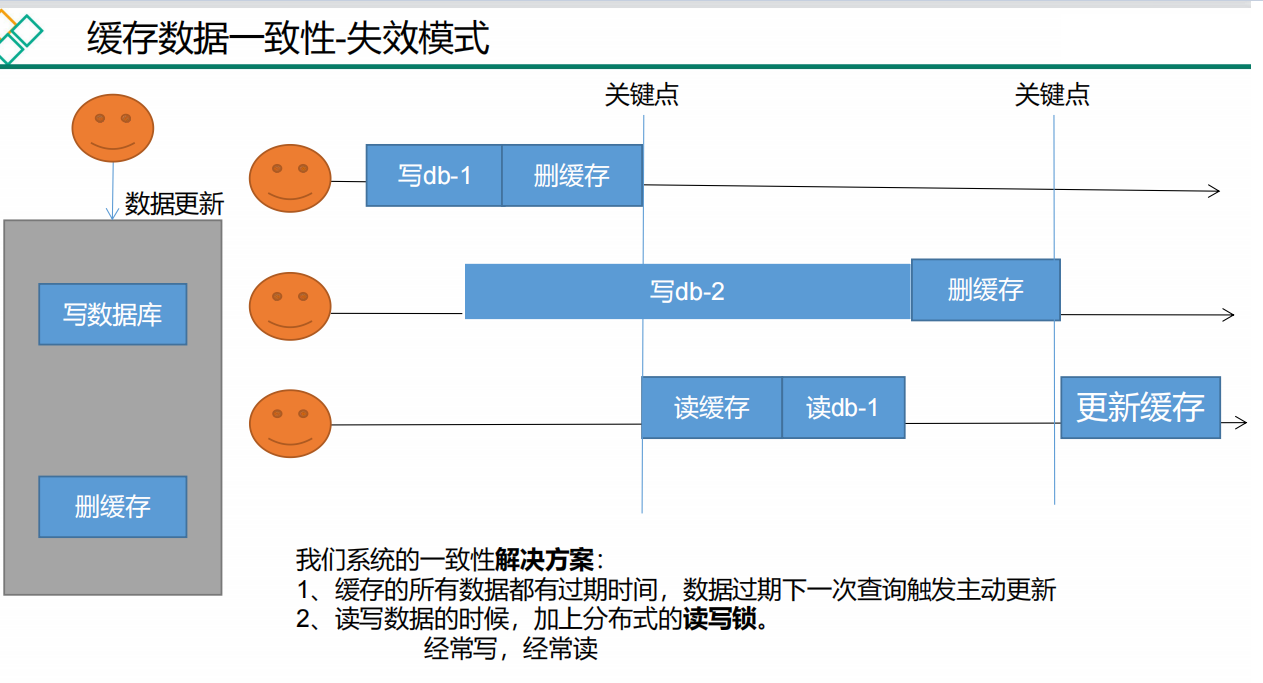 缓存数据一致性-失效模式
关键点
关键点
数据更新
写数据库
删缓存
写db-1
删缓存
写db-2
删缓存
读缓存
读db-1
更新缓存
我们系统的一致性解决方案：
1、缓存的所有数据都有过期时间，数据过期下一次查询触发主动更新
2、读写数据的时候，加上分布式的读写锁。
经常写，经常读